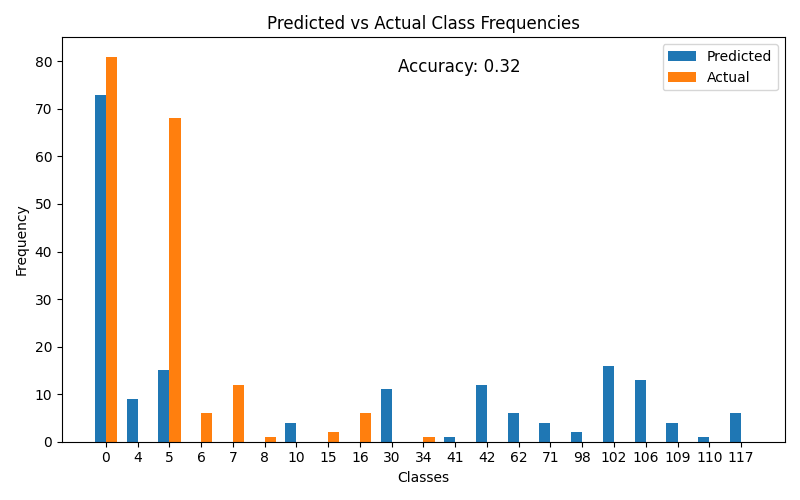 Predicted vs Actual Class Frequencies
Accuracy: 0.32
Predicted
Actual
Frequency
80
70
60
50
40
30
20
10
0
0 4 5 6 7 8 10 15 16 30 34 41 42 62 71 98 102 106 109 110 117
Classes